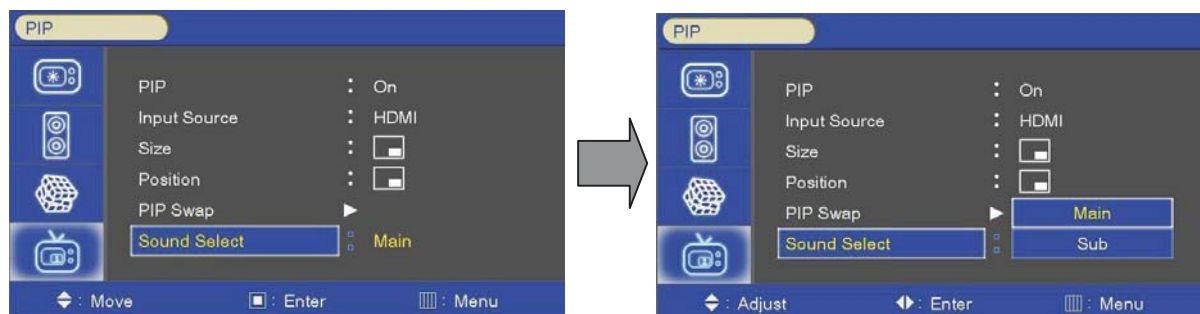 PIP
PIP : On
Input Source : HDMI
Size :
Position :
PIP Swap ▶
Sound Select : Main
: Move : Enter : Menu
PIP
PIP : On
Input Source : HDMI
Size :
Position :
PIP Swap ▶ Main
Sound Select : Sub
: Adjust : Enter : Menu